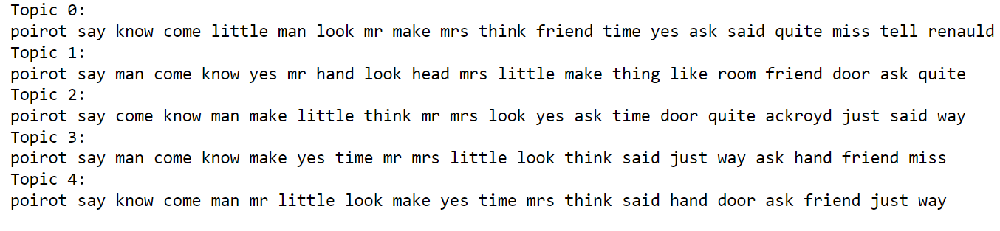 Topic 0:
poirot say know come little man look mr make mrs think friend time yes ask said quite miss tell renauld
Topic 1:
poirot say man come know yes mr hand look head mrs little make thing like room friend door ask quite
Topic 2:
poirot say come know man make little think mr mrs look yes ask time door quite ackroyd just said way
Topic 3:
poirot say man come know make yes time mr mrs little look think said just way ask hand friend miss
Topic 4:
poirot say know come man mr little look make yes time mrs think said hand door ask friend just way